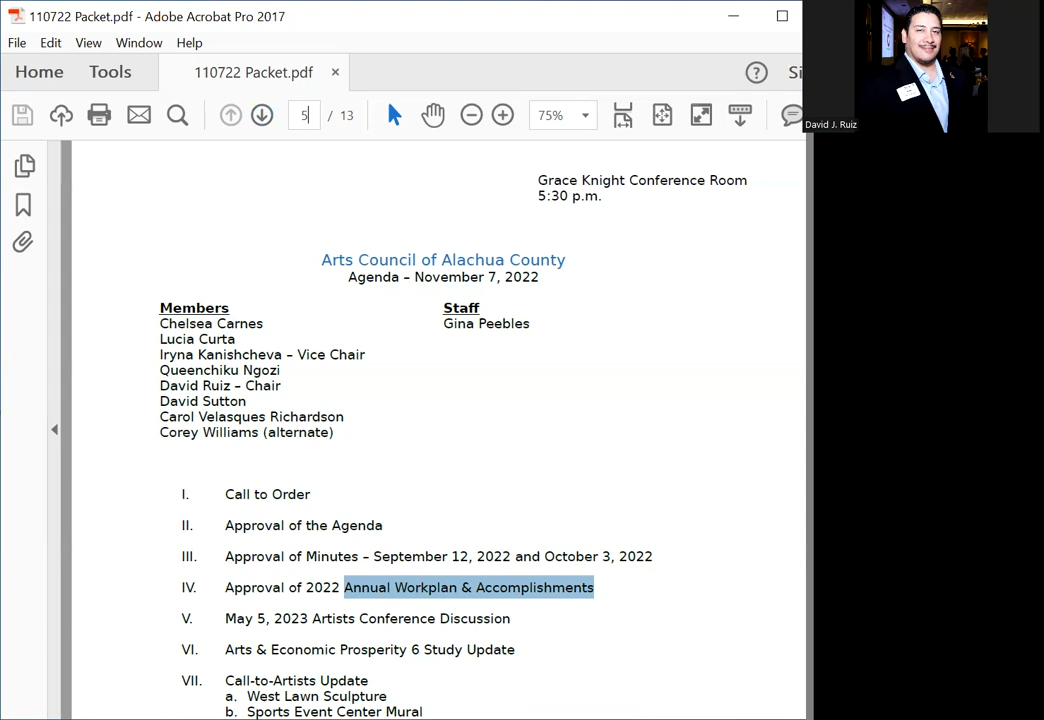 110722 Packet.pdf - Adobe Acrobat Pro 2017
File Edit View Window Help
Home Tools 110722 Packet.pdf × ? Si
5 / 13 75%
David J. Ruiz
Grace Knight Conference Room
5:30 p.m.
Arts Council of Alachua County
Agenda – November 7, 2022
Members Staff
Chelsea Carnes Gina Peebles
Lucia Curta
Iryna Kanishcheva – Vice Chair
Queenchiku Ngozi
David Ruiz – Chair
David Sutton
Carol Velasques Richardson
Corey Williams (alternate)
I. Call to Order
II. Approval of the Agenda
III. Approval of Minutes – September 12, 2022 and October 3, 2022
IV. Approval of 2022 Annual Workplan & Accomplishments
V. May 5, 2023 Artists Conference Discussion
VI. Arts & Economic Prosperity 6 Study Update
VII. Call-to-Artists Update
a. West Lawn Sculpture
b. Sports Event Center Mural